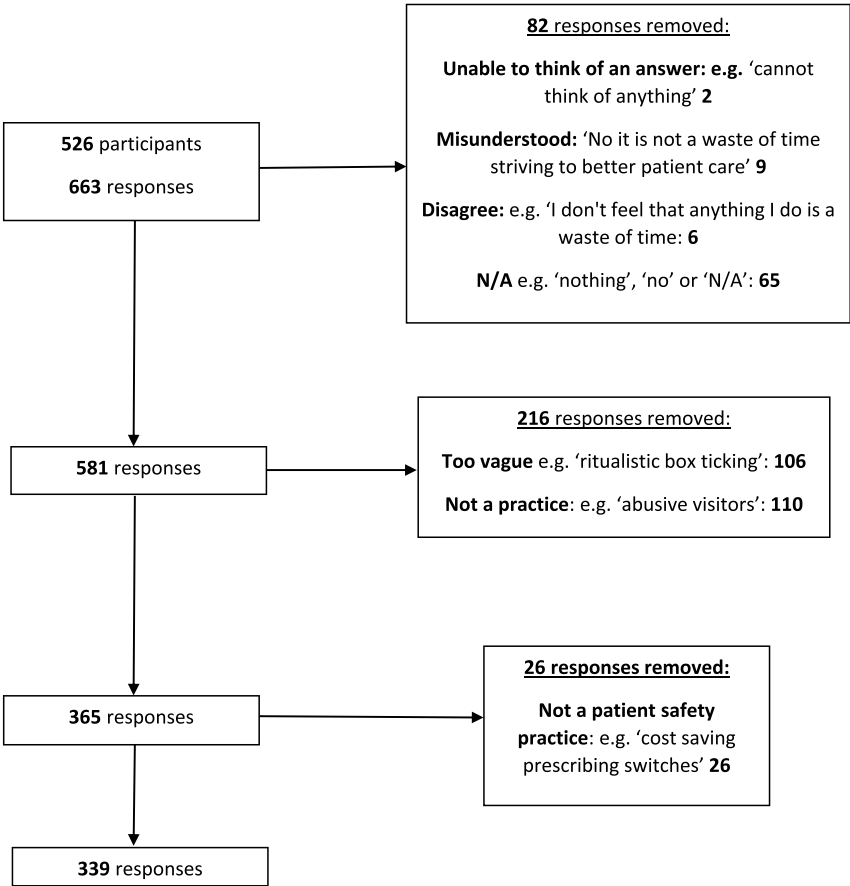 526 participants
663 responses
82 responses removed:
Unable to think of an answer: e.g. ‘cannot
think of anything’ 2
Misunderstood: ‘No it is not a waste of time
striving to better patient care’ 9
Disagree: e.g. ‘I don't feel that anything I do is a
waste of time: 6
N/A e.g. ‘nothing’, ‘no’ or ‘N/A’: 65
581 responses
216 responses removed:
Too vague e.g. ‘ritualistic box ticking’: 106
Not a practice: e.g. ‘abusive visitors’: 110
365 responses
26 responses removed:
Not a patient safety
practice: e.g. ‘cost saving
prescribing switches’ 26
339 responses